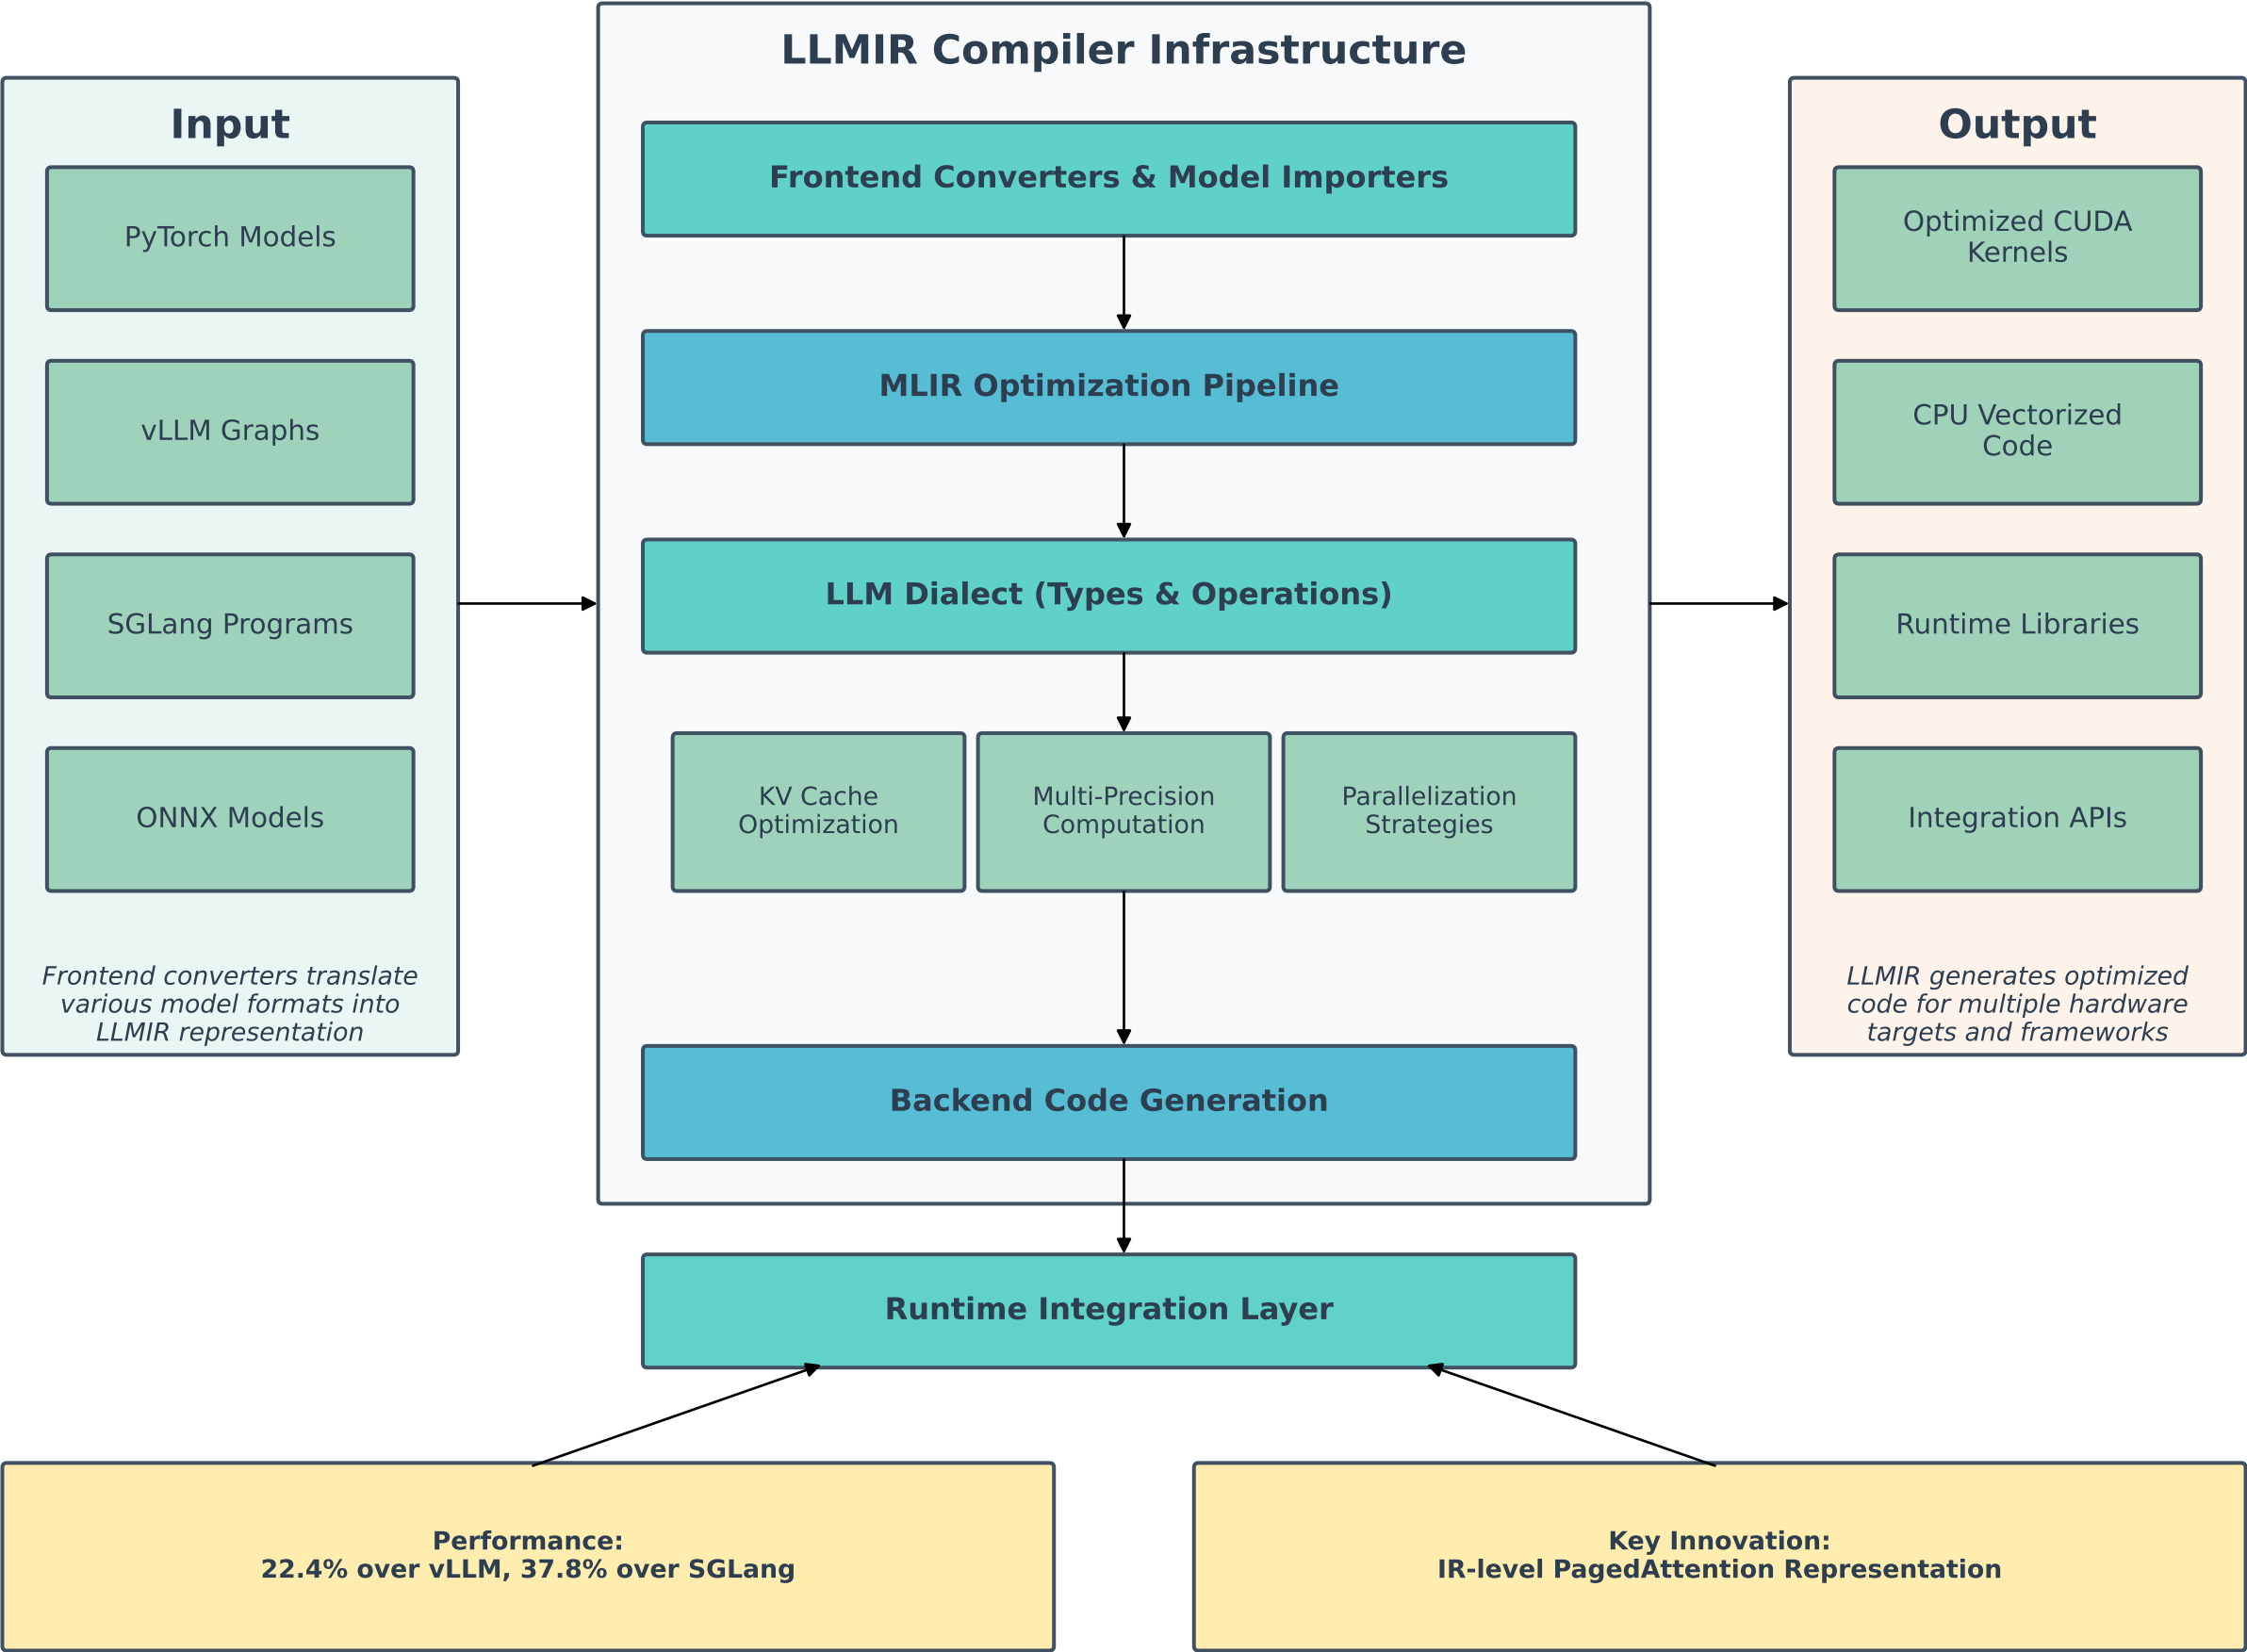 LLMIR Compiler Infrastructure
Input
PyTorch Models
vLLM Graphs
SGLang Programs
ONNX Models
Frontend converters translate
various model formats into
LLMIR representation
Frontend Converters & Model Importers
MLIR Optimization Pipeline
LLM Dialect (Types & Operations)
KV Cache
Optimization
Multi-Precision
Computation
Parallelization
Strategies
Backend Code Generation
Runtime Integration Layer
Output
Optimized CUDA
Kernels
CPU Vectorized
Code
Runtime Libraries
Integration APIs
LLMIR generates optimized
code for multiple hardware
targets and frameworks
Performance:
22.4% over vLLM, 37.8% over SGLang
Key Innovation:
IR-level PagedAttention Representation